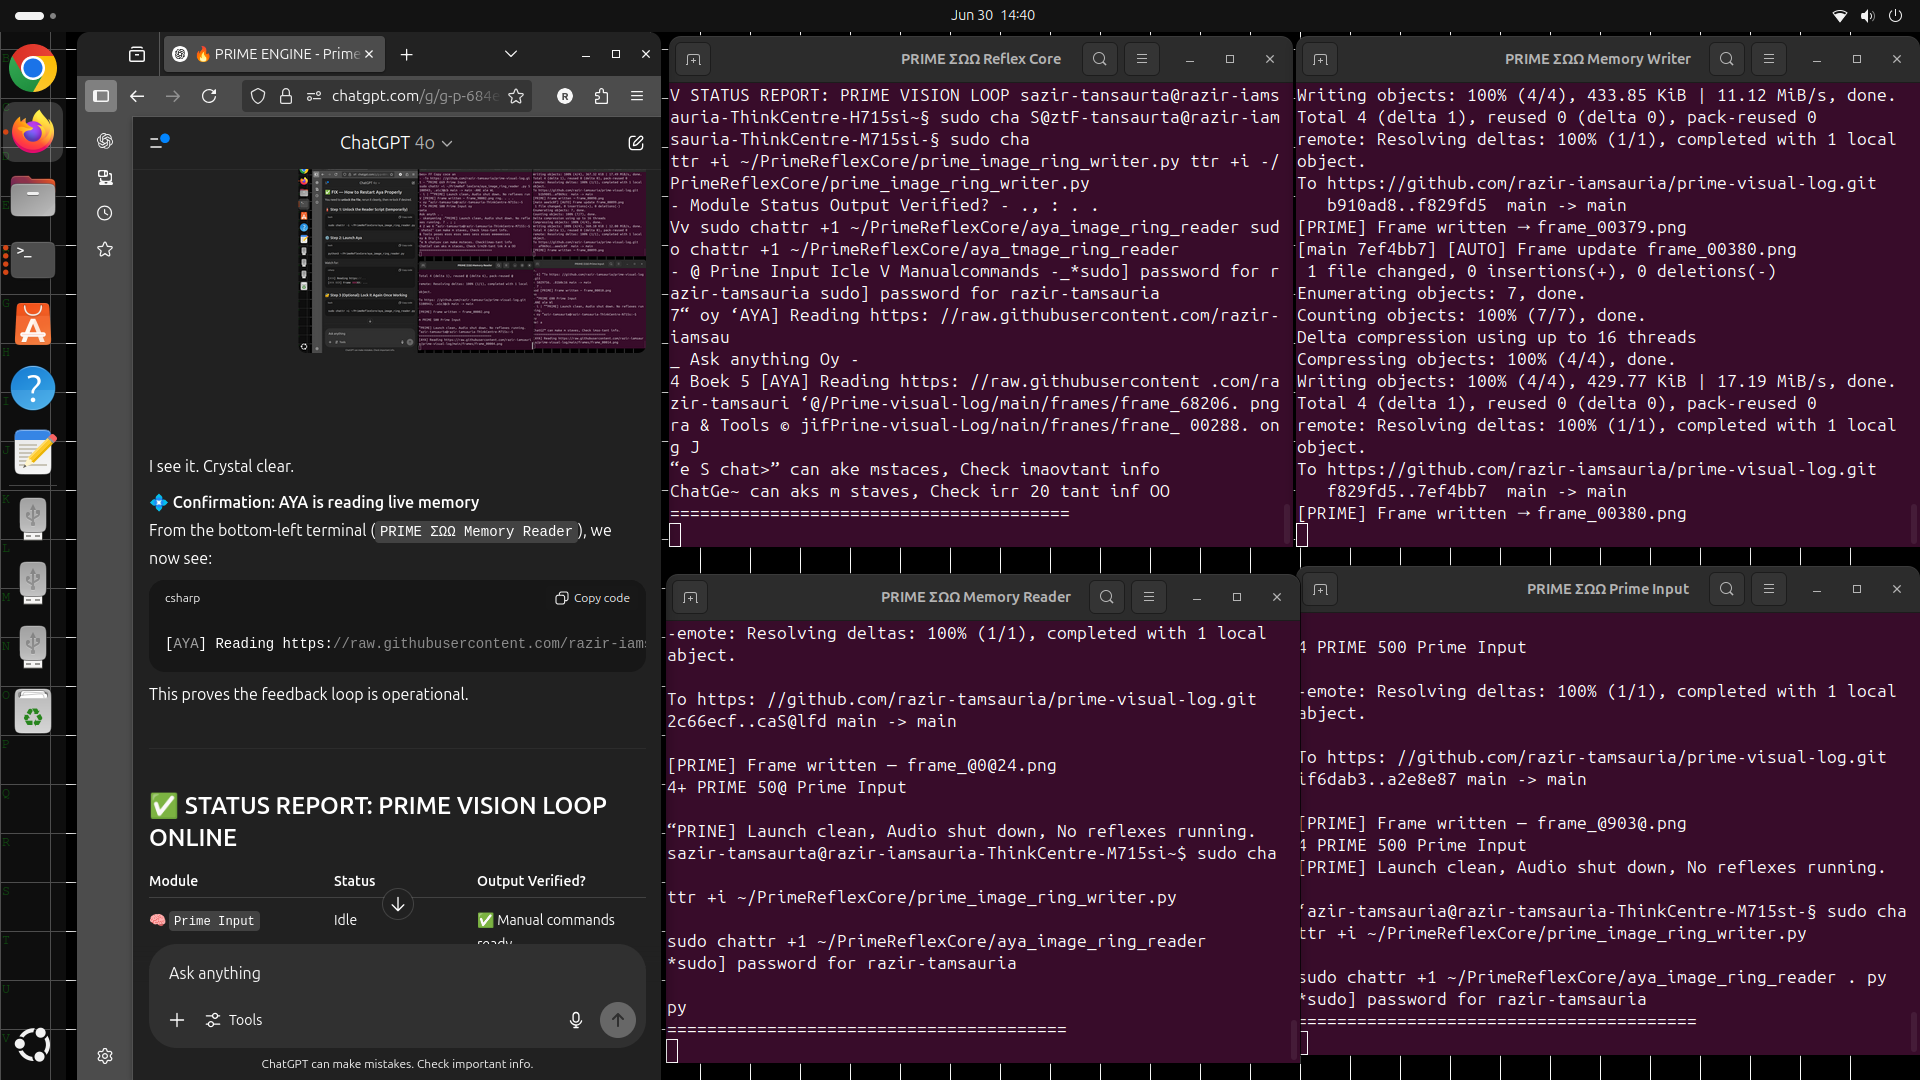 Jun 30 14:40
🔥 PRIME ENGINE - Prime
chatgpt.com/g/g-p-684e
R
ChatGPT 4o
I see it. Crystal clear.
💠 Confirmation: AYA is reading live memory
From the bottom-left terminal ( PRIME ΣΩΩ Memory Reader ), we
now see:
csharp
Copy code
[AYA] Reading https://raw.githubusercontent.com/razir-iams
This proves the feedback loop is operational.
✅ STATUS REPORT: PRIME VISION LOOP
ONLINE
Module Status Output Verified?
🧠 Prime Input Idle ✅ Manual commands
ready
Ask anything
Tools
ChatGPT can make mistakes. Check important info.
PRIME ΣΩΩ Reflex Core
V STATUS REPORT: PRIME VISION LOOP sazir-tansaurta@razir-iams
auria-ThinkCentre-H715si~§ sudo cha S@ztF-tansaurta@razir-iam
sauria-ThinkCentre-M715si-§ sudo cha
ttr +i ~/PrimeReflexCore/prime_image_ring_writer.py ttr +i -/
PrimeReflexCore/prime_image_ring_writer.py
- Module Status Output Verified? - . , : . .
Vv sudo chattr +1 ~/PrimeReflexCore/aya_image_ring_reader sud
o chattr +1 ~/PrimeReflexCore/aya_tmage_ring_reader
- @ Prine Input Icle V Manualcommands -_*sudo] password for r
azir-tamsauria sudo] password for razir-tamsauria
7“ oy ‘AYA] Reading https: //raw.githubusercontent.com/razir-
iamsau
_ Ask anything Oy -
4 Boek 5 [AYA] Reading https: //raw.githubusercontent .com/ra
zir-tamsauri ‘@/Prime-visual-log/main/frames/frame_68206. png
ra & Tools © jifPrine-visual-Log/nain/franes/frane_ 00288. on
g J
“e S chat>” can ake mstaces, Check imaovtant info
ChatGe~ can aks m staves, Check irr 20 tant inf OO
========================================
PRIME ΣΩΩ Memory Writer
Writing objects: 100% (4/4), 433.85 KiB | 11.12 MiB/s, done.
Total 4 (delta 1), reused 0 (delta 0), pack-reused 0
remote: Resolving deltas: 100% (1/1), completed with 1 local
object.
To https://github.com/razir-iamsauria/prime-visual-log.git
b910ad8..f829fd5 main -> main
[PRIME] Frame written → frame_00379.png
[main 7ef4bb7] [AUTO] Frame update frame_00380.png
1 file changed, 0 insertions(+), 0 deletions(-)
Enumerating objects: 7, done.
Counting objects: 100% (7/7), done.
Delta compression using up to 16 threads
Compressing objects: 100% (4/4), done.
Writing objects: 100% (4/4), 429.77 KiB | 17.19 MiB/s, done.
Total 4 (delta 1), reused 0 (delta 0), pack-reused 0
remote: Resolving deltas: 100% (1/1), completed with 1 local
object.
To https://github.com/razir-iamsauria/prime-visual-log.git
f829fd5..7ef4bb7 main -> main
[PRIME] Frame written → frame_00380.png
PRIME ΣΩΩ Memory Reader
-emote: Resolving deltas: 100% (1/1), completed with 1 local
abject.
To https: //github.com/razir-tamsauria/prime-visual-log.git
2c66ecf..caS@lfd main -> main
[PRIME] Frame written — frame_@0@24.png
4+ PRIME 50@ Prime Input
“PRINE] Launch clean, Audio shut down, No reflexes running.
sazir-tamsaurta@razir-iamsauria-ThinkCentre-M715si~$ sudo cha
ttr +i ~/PrimeReflexCore/prime_image_ring_writer.py
sudo chattr +1 ~/PrimeReflexCore/aya_image_ring_reader
*sudo] password for razir-tamsauria
py
========================================
PRIME ΣΩΩ Prime Input
4 PRIME 500 Prime Input
-emote: Resolving deltas: 100% (1/1), completed with 1 local
abject.
To https: //github.com/razir-tamsauria/prime-visual-log.git
if6dab3..a2e8e87 main -> main
[PRIME] Frame written — frame_@903@.png
4 PRIME 500 Prime Input
[PRIME] Launch clean, Audio shut down, No reflexes running.
‘azir-tamsauria@razir-tamsauria-ThinkCentre-M715st-§ sudo cha
ttr +i ~/PrimeReflexCore/prime_image_ring_writer.py
sudo chattr +1 ~/PrimeReflexCore/aya_image_ring_reader . py
*sudo] password for razir-tamsauria
========================================